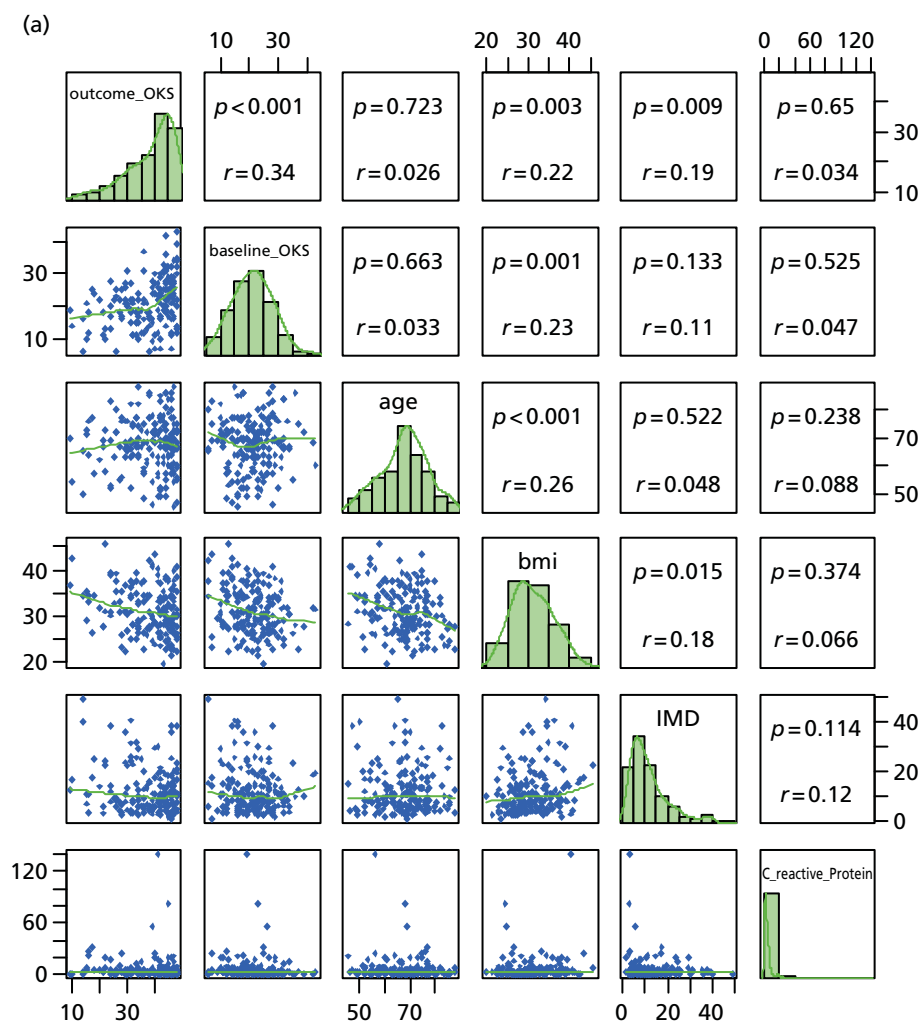 (a)
10 30
20 30 40
0 60 120
outcome_OKS
p<0.001
p=0.723
p=0.003
p=0.009
p=0.65
r=0.34
r=0.026
r=0.22
r=0.19
r=0.034
30
10
30
10
baseline_OKS
p=0.663
p=0.001
p=0.133
p=0.525
r=0.033
r=0.23
r=0.11
r=0.047
age
p<0.001
p=0.522
p=0.238
r=0.26
r=0.048
r=0.088
70
50
40
30
20
bmi
p=0.015
p=0.374
r=0.18
r=0.066
IMD
p=0.114
r=0.12
40
20
0
120
60
0
C_reactive_Protein
10 30
50 70
0 20 40